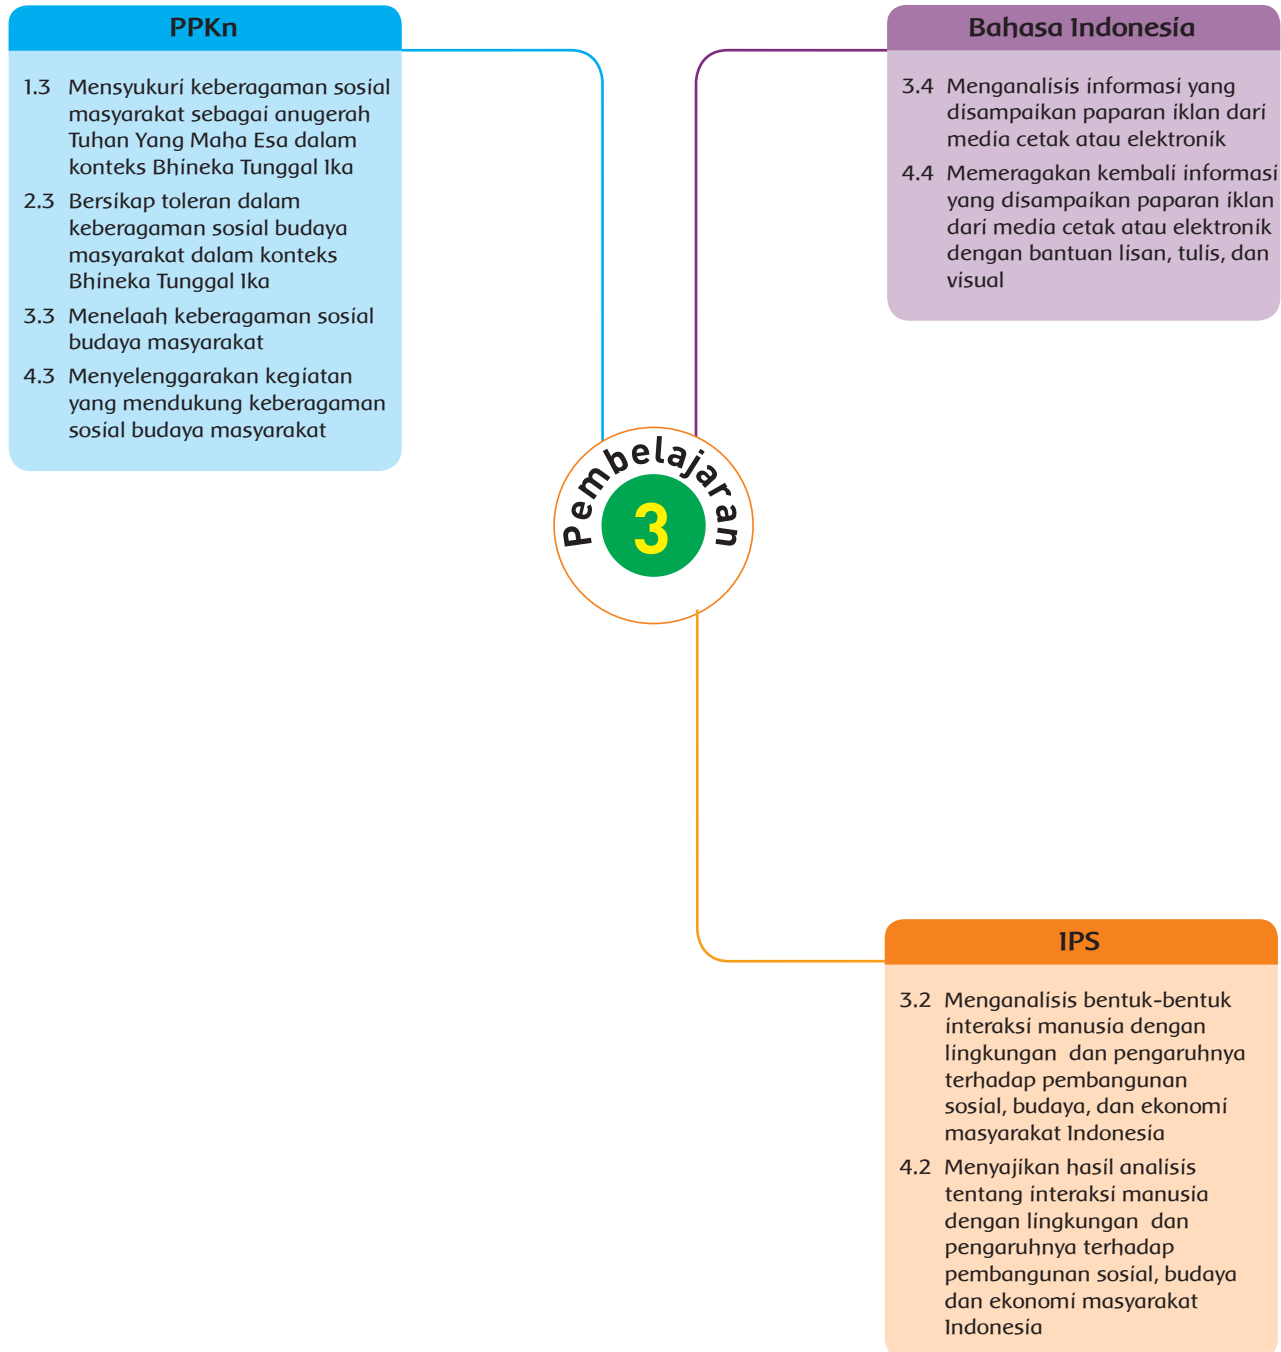 PPKn
1.3 Mensyukuri keberagaman sosial
masyarakat sebagai anugerah
Tuhan Yang Maha Esa dalam
konteks Bhineka Tunggal Ika
2.3 Bersikap toleran dalam
keberagaman sosial budaya
masyarakat dalam konteks
Bhineka Tunggal Ika
3.3 Menelaah keberagaman sosial
budaya masyarakat
4.3 Menyelenggarakan kegiatan
yang mendukung keberagaman
sosial budaya masyarakat
Bahasa Indonesia
3.4 Menganalisis informasi yang
disampaikan paparan iklan dari
media cetak atau elektronik
4.4 Memeragakan kembali informasi
yang disampaikan paparan iklan
dari media cetak atau elektronik
dengan bantuan lisan, tulis, dan
visual
Pembelajaran
3
IPS
3.2 Menganalisis bentuk-bentuk
interaksi manusia dengan
lingkungan dan pengaruhnya
terhadap pembangunan
sosial, budaya, dan ekonomi
masyarakat Indonesia
4.2 Menyajikan hasil analisis
tentang interaksi manusia
dengan lingkungan dan
pengaruhnya terhadap
pembangunan sosial, budaya
dan ekonomi masyarakat
Indonesia